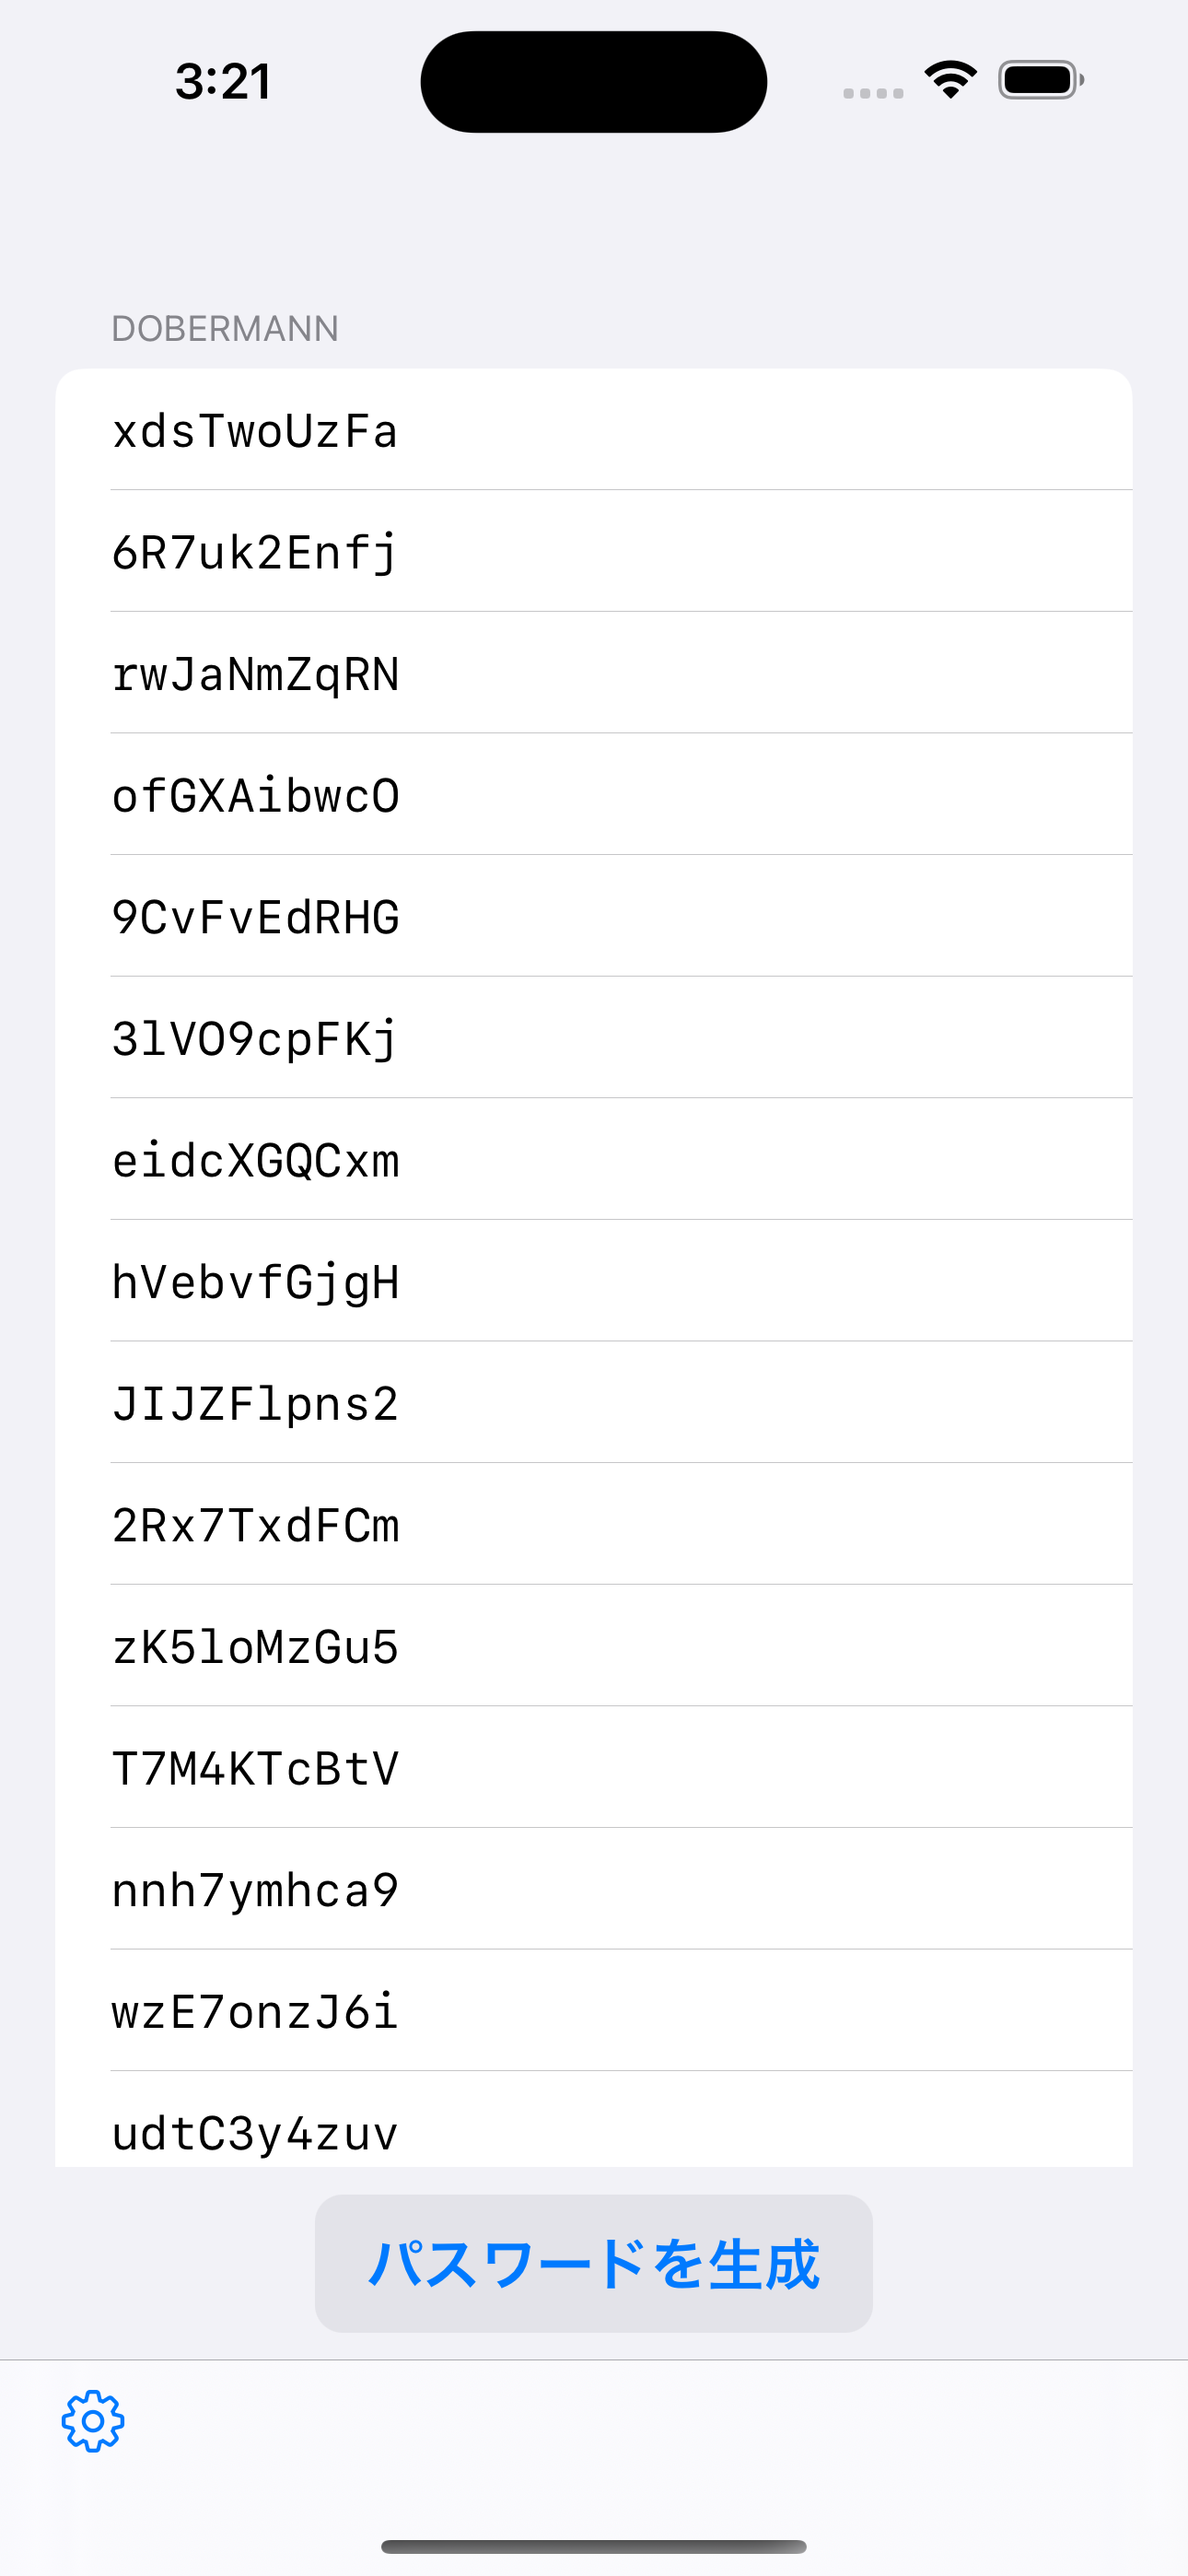 3:21
DOBERMANN
xdsTwoUzFa
6R7uk2Enfj
rwJaNmZqRN
ofGXAibwcO
9CvFvEdRHG
3lVO9cpFKj
eidcXGQCxm
hVebvfGjgH
JIJZFlpns2
2Rx7TxdFCm
zK5loMzGu5
T7M4KTcBtV
nnh7ymhca9
wzE7onzJ6i
udtC3y4zuv
パスワードを生成